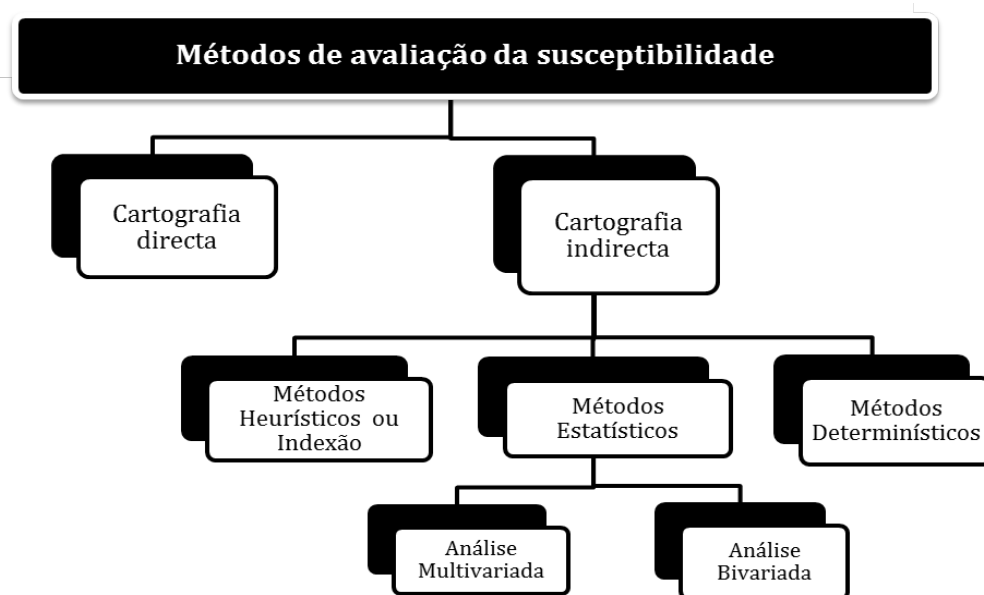 Métodos de avaliação da susceptibilidade
Cartografia
directa
Cartografia
indirecta
Métodos
Heurísticos ou
Indexão
Métodos
Estatísticos
Métodos
Determinísticos
Análise
Multivariada
Análise
Bivariada